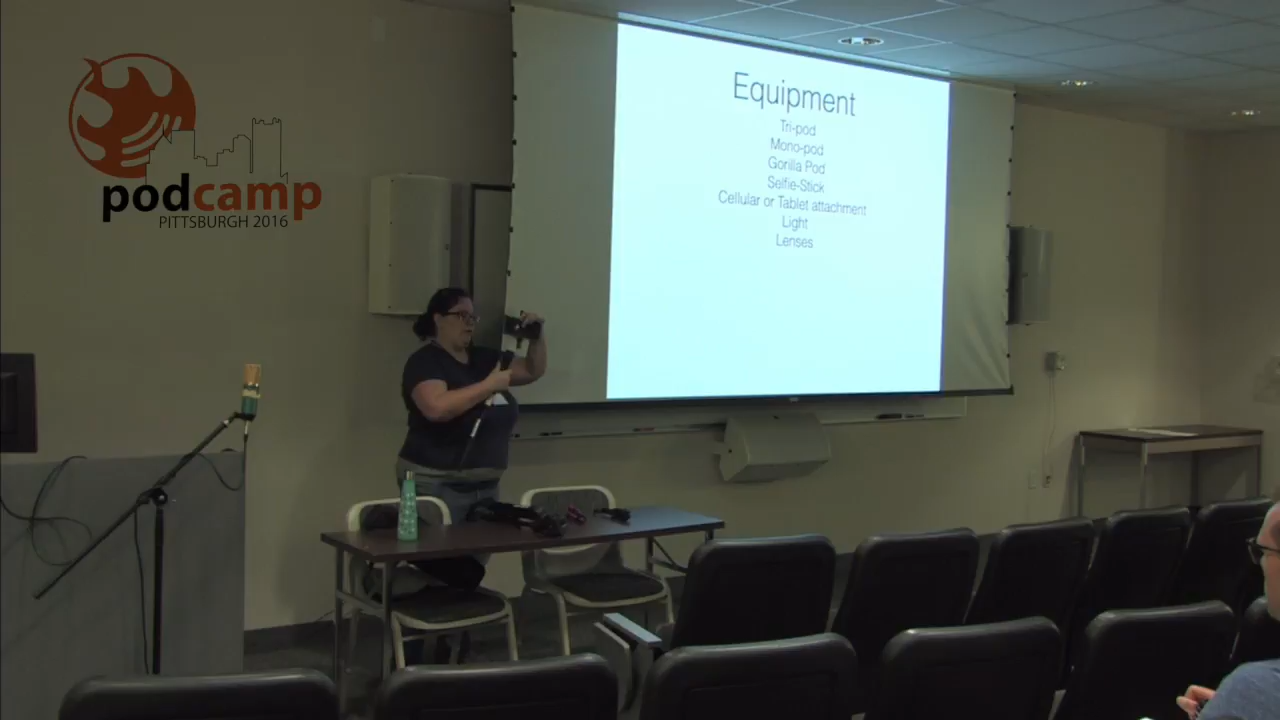 podcamp
PITTSBURGH 2016
Equipment
Tri-pod
Mono-pod
Gorilla Pod
Selfie-Stick
Cellular or Tablet attachment
Light
Lenses